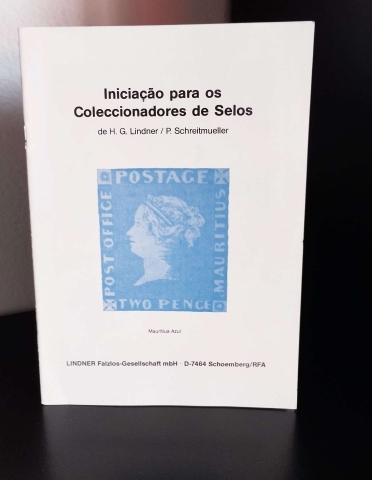 Iniciação para os
Coleccionadores de Selos
de H. G. Lindner / P. Schreitmueller
POSTAGE
POST OFFICE
MAURITIUS
TWO PENCE
Mauritius Azul
LINDNER Falzlos-Gesellschaft mbH · D-7464 Schoemberg/RFA